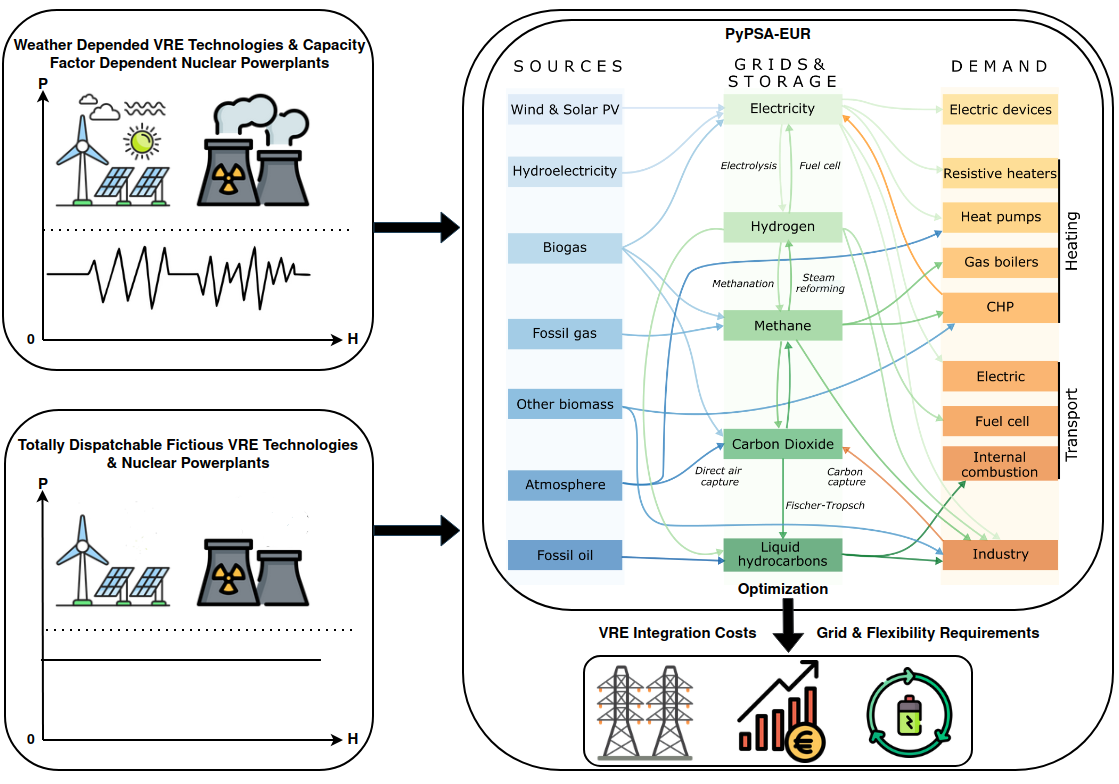 Weather Depended VRE Technologies & Capacity
Factor Dependent Nuclear Powerplants
P
0
H
Totally Dispatchable Fictious VRE Technologies
& Nuclear Powerplants
P
0
H
PyPSA-EUR
SOURCES
GRIDS &
STORAGE
DEMAND
Wind & Solar PV
Hydroelectricity
Biogas
Fossil gas
Other biomass
Atmosphere
Fossil oil
Electricity
Electrolysis
Fuel cell
Hydrogen
Methanation
Steam
reforming
Methane
Carbon Dioxide
Direct air
capture
Carbon
capture
Fischer-Tropsch
Liquid
hydrocarbons
Electric devices
Resistive heaters
Heat pumps
Gas boilers
CHP
Heating
Electric
Fuel cell
Internal
combustion
Transport
Industry
Optimization
VRE Integration Costs
Grid & Flexibility Requirements
€